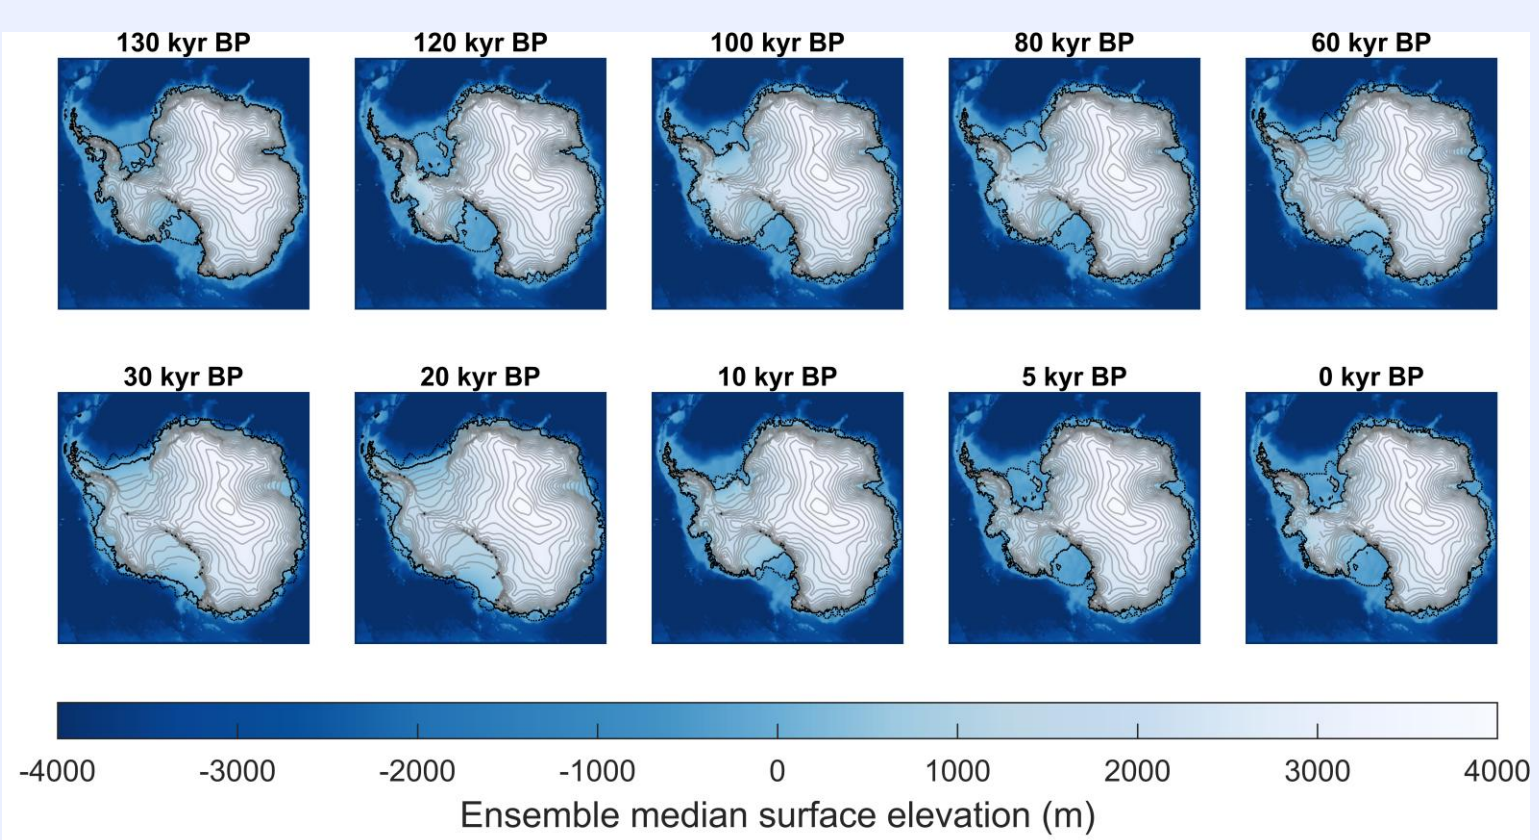 130 kyr BP 120 kyr BP 100 kyr BP 80 kyr BP 60 kyr BP
30 kyr BP 20 kyr BP 10 kyr BP 5 kyr BP 0 kyr BP
-4000 -3000 -2000 -1000 0 1000 2000 3000 4000
Ensemble median surface elevation (m)